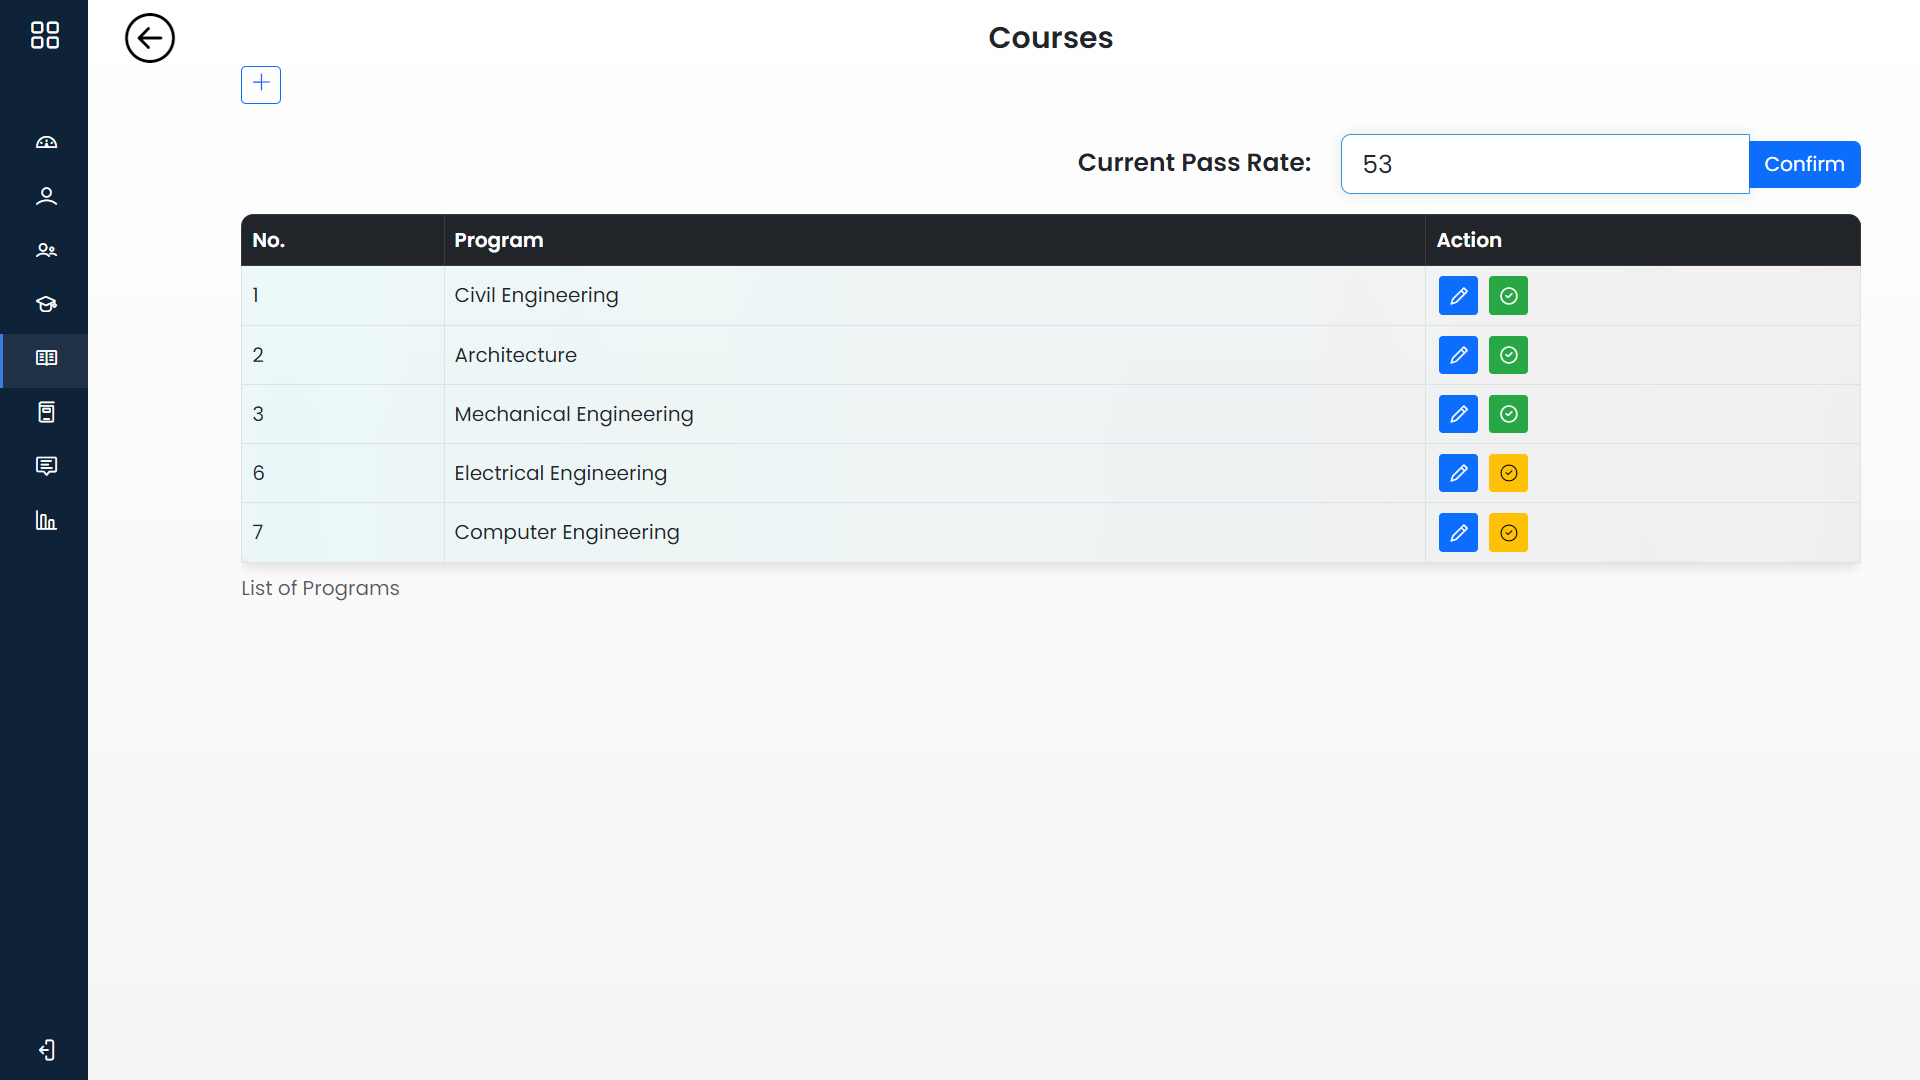 Courses
Current Pass Rate: 53 Confirm
No. Program Action
1 Civil Engineering
2 Architecture
3 Mechanical Engineering
6 Electrical Engineering
7 Computer Engineering
List of Programs